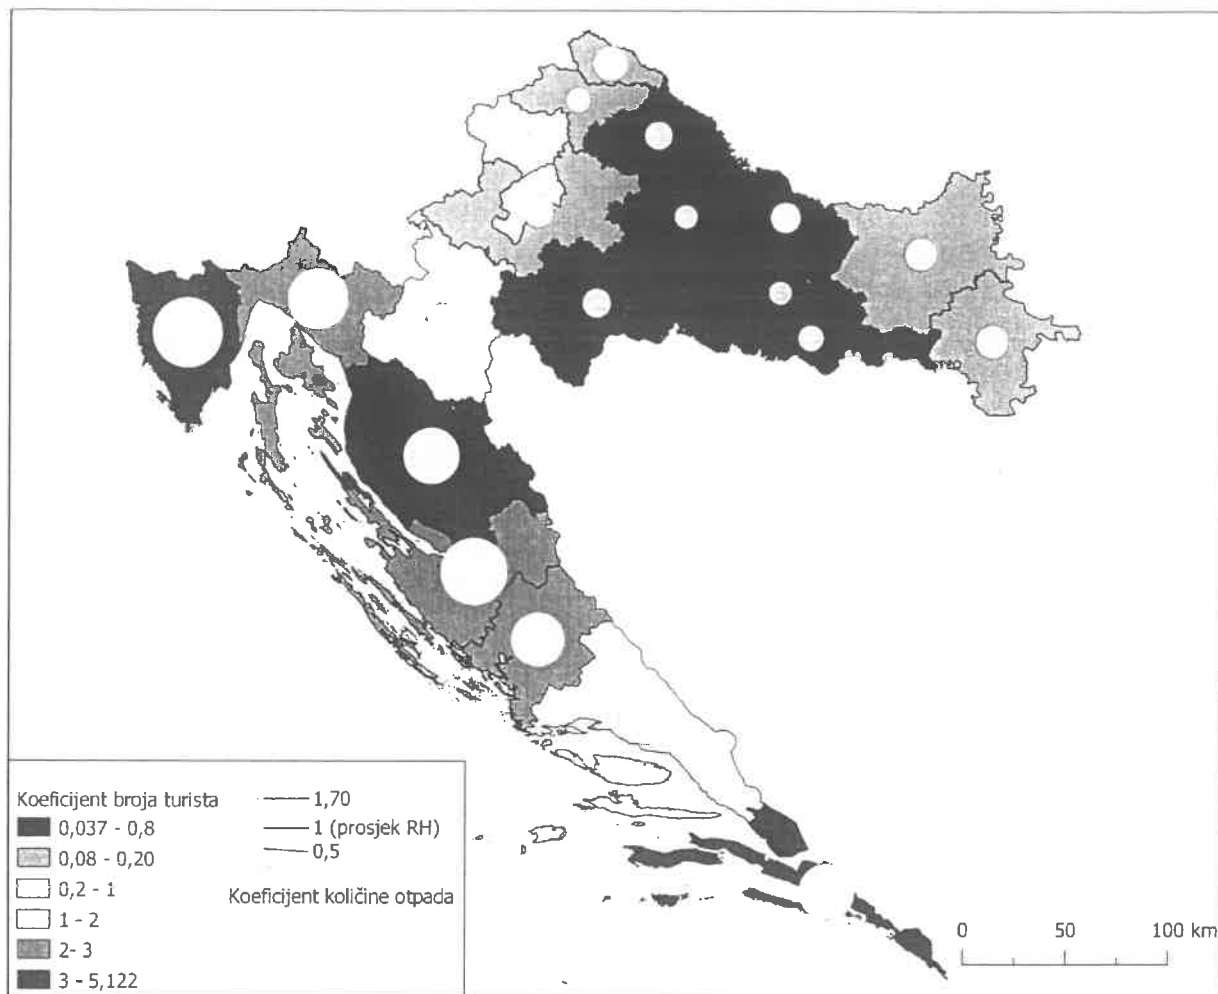 Koeficijent broja turista
0,037 - 0,8
0,08 - 0,20
0,2 - 1
1 - 2
2- 3
3 - 5,122
1,70
1 (prosjek RH)
0,5
Koeficijent količine otpada
0 50 100 km